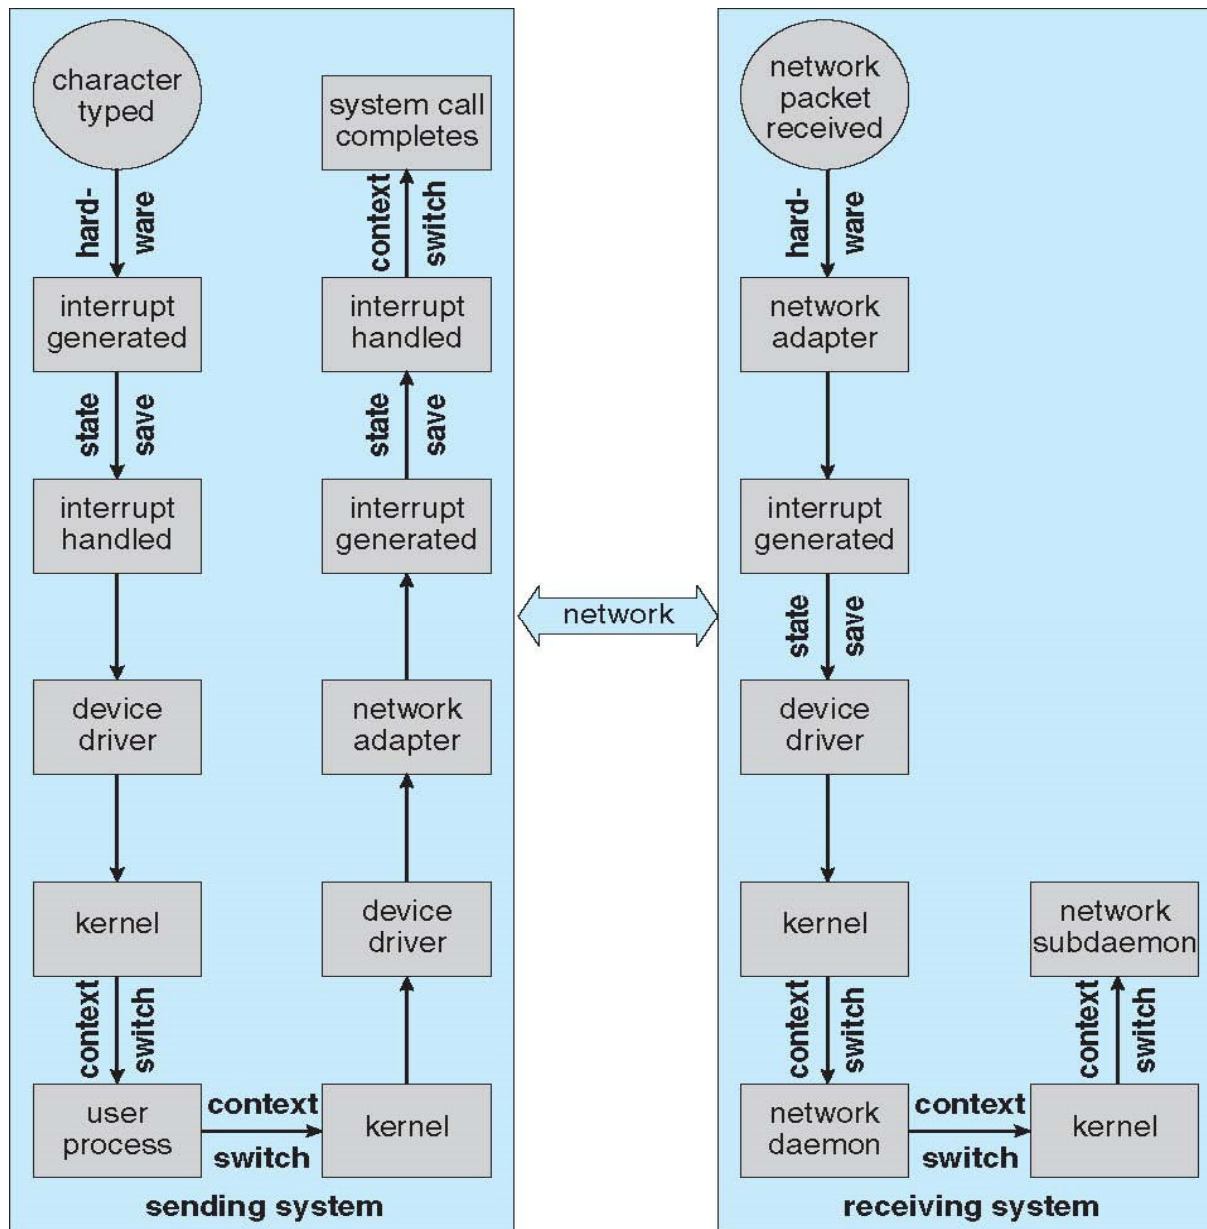 character
typed
hard-
ware
interrupt
generated
state
save
interrupt
handled
device
driver
kernel
context
switch
user
process
context
switch
kernel
device
driver
network
adapter
interrupt
generated
state
save
interrupt
handled
context
switch
system call
completes
sending system
network
network
packet
received
hard-
ware
network
adapter
interrupt
generated
state
save
device
driver
kernel
context
switch
network
daemon
context
switch
kernel
context
switch
network
subdaemon
receiving system